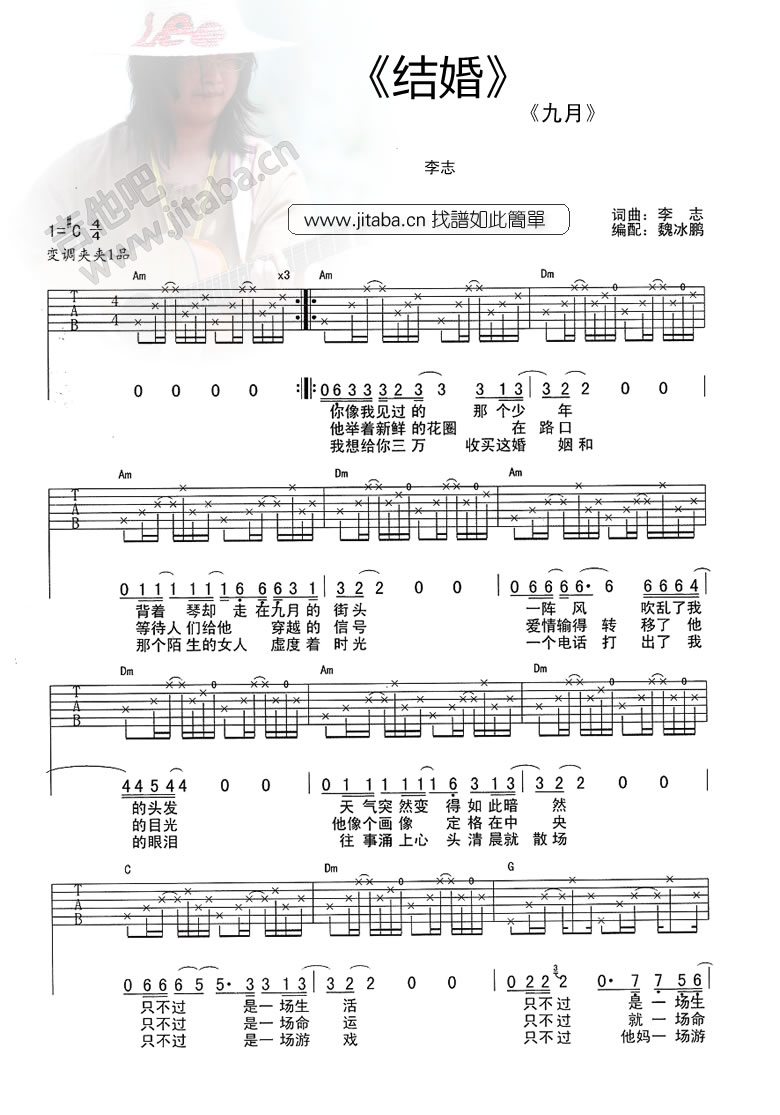 LEO
《结婚》
《九月》
李志
吉他吧
www.jitaba.cn
www.jitaba.cn 找譜如此簡單
词曲：李 志
编配：魏冰鹏
1=#C 4/4
变调夹夹1品
Am x3 Am Dm
T A B 4 4
0 0 0 0 0 6 3 3 3 2 3 3 3 1 3 3 2 2 0 0
你像我见过的 那个少 年
他举着新鲜的花圈 在 路口
我想给你三万 收买这婚 姻和
Am Dm Am
T A B
0 1 1 1 1 1 1 1 6 6 6 3 1 3 2 2 0 0 0 6 6 6 6 6· 6 6 6 6 4
背着 琴却 走 在九月的 街头 一阵 风 吹乱了我
等待人 们给他 穿越的 信号 爱情输得 转 移了 他
那个陌生的女人 虚度着 时光 一个电话 打 出了 我
Dm Am Dm
T A B
4 4 5 4 4 0 0 0 1 1 1 1 1 1 6 3 1 3 3 2 2 0 0
的头发 天 气突然变 得 如此暗 然
的目光 他像个画像 定 格在中 央
的眼泪 往 事涌上心 头清晨就 散场
C Dm G
T A B
0 6 6 6 5 5· 3 3 1 3 3 2 2 0 0 0 2 2 3 2 2 0· 7 7 5 6
只不过 是一 场生 活 只不过 是 一 场生
只不过 是一 场命 运 只不过 就 一 场命
只不过 是一 场游 戏 只不过 他妈一 场游